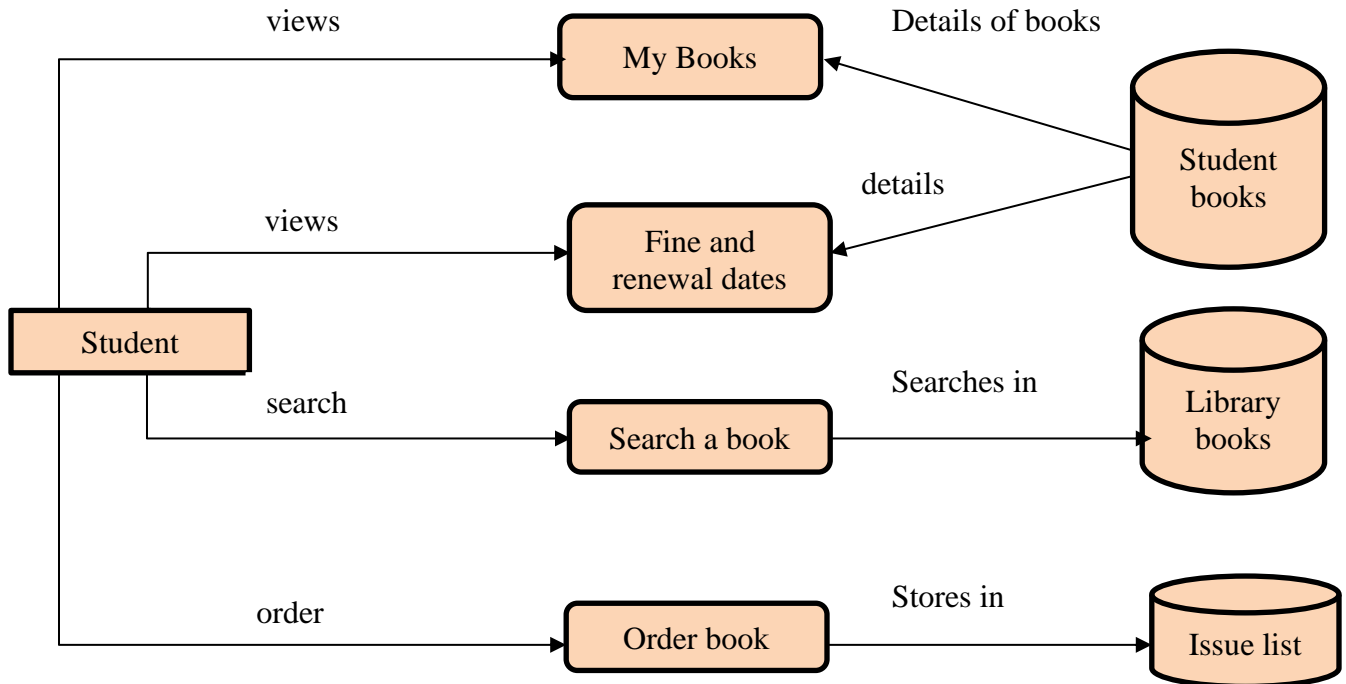 views
My Books
Details of books
Student
books
details
views
Fine and
renewal dates
Student
search
Search a book
Searches in
Library
books
order
Order book
Stores in
Issue list